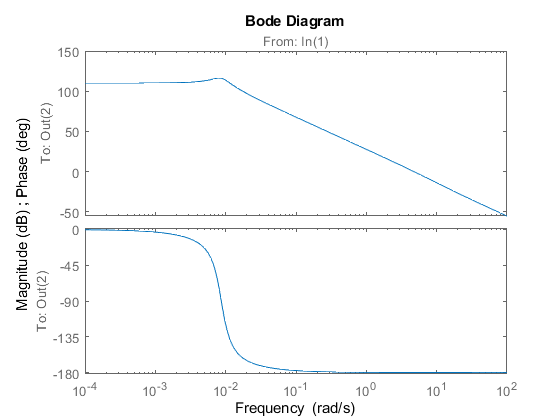 Bode Diagram
From: In(1)
Magnitude (dB) ; Phase (deg)
To: Out(2)
150
100
50
0
-50
To: Out(2)
0
-45
-90
-135
-180
10^-4 10^-3 10^-2 10^-1 10^0 10^1 10^2
Frequency (rad/s)